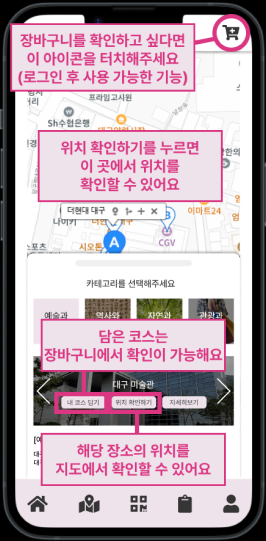 장바구니를 확인하고 싶다면
이 아이콘을 터치해주세요
(로그인 후 사용 가능한 기능)
프라임고시원
Sh수협은행
위치 확인하기를 누르면
이 곳에서 위치를
확인할 수 있어요
더현대 대구
이마트24
CGV
A
B
카테고리를 선택해주세요
예술과
역사와
자연과
관광과
담은 코스는
장바구니에서 확인이 가능해요
대구 미술관
내 코스 담기
위치 확인하기
자세히보기
해당 장소의 위치를
지도에서 확인할 수 있어요